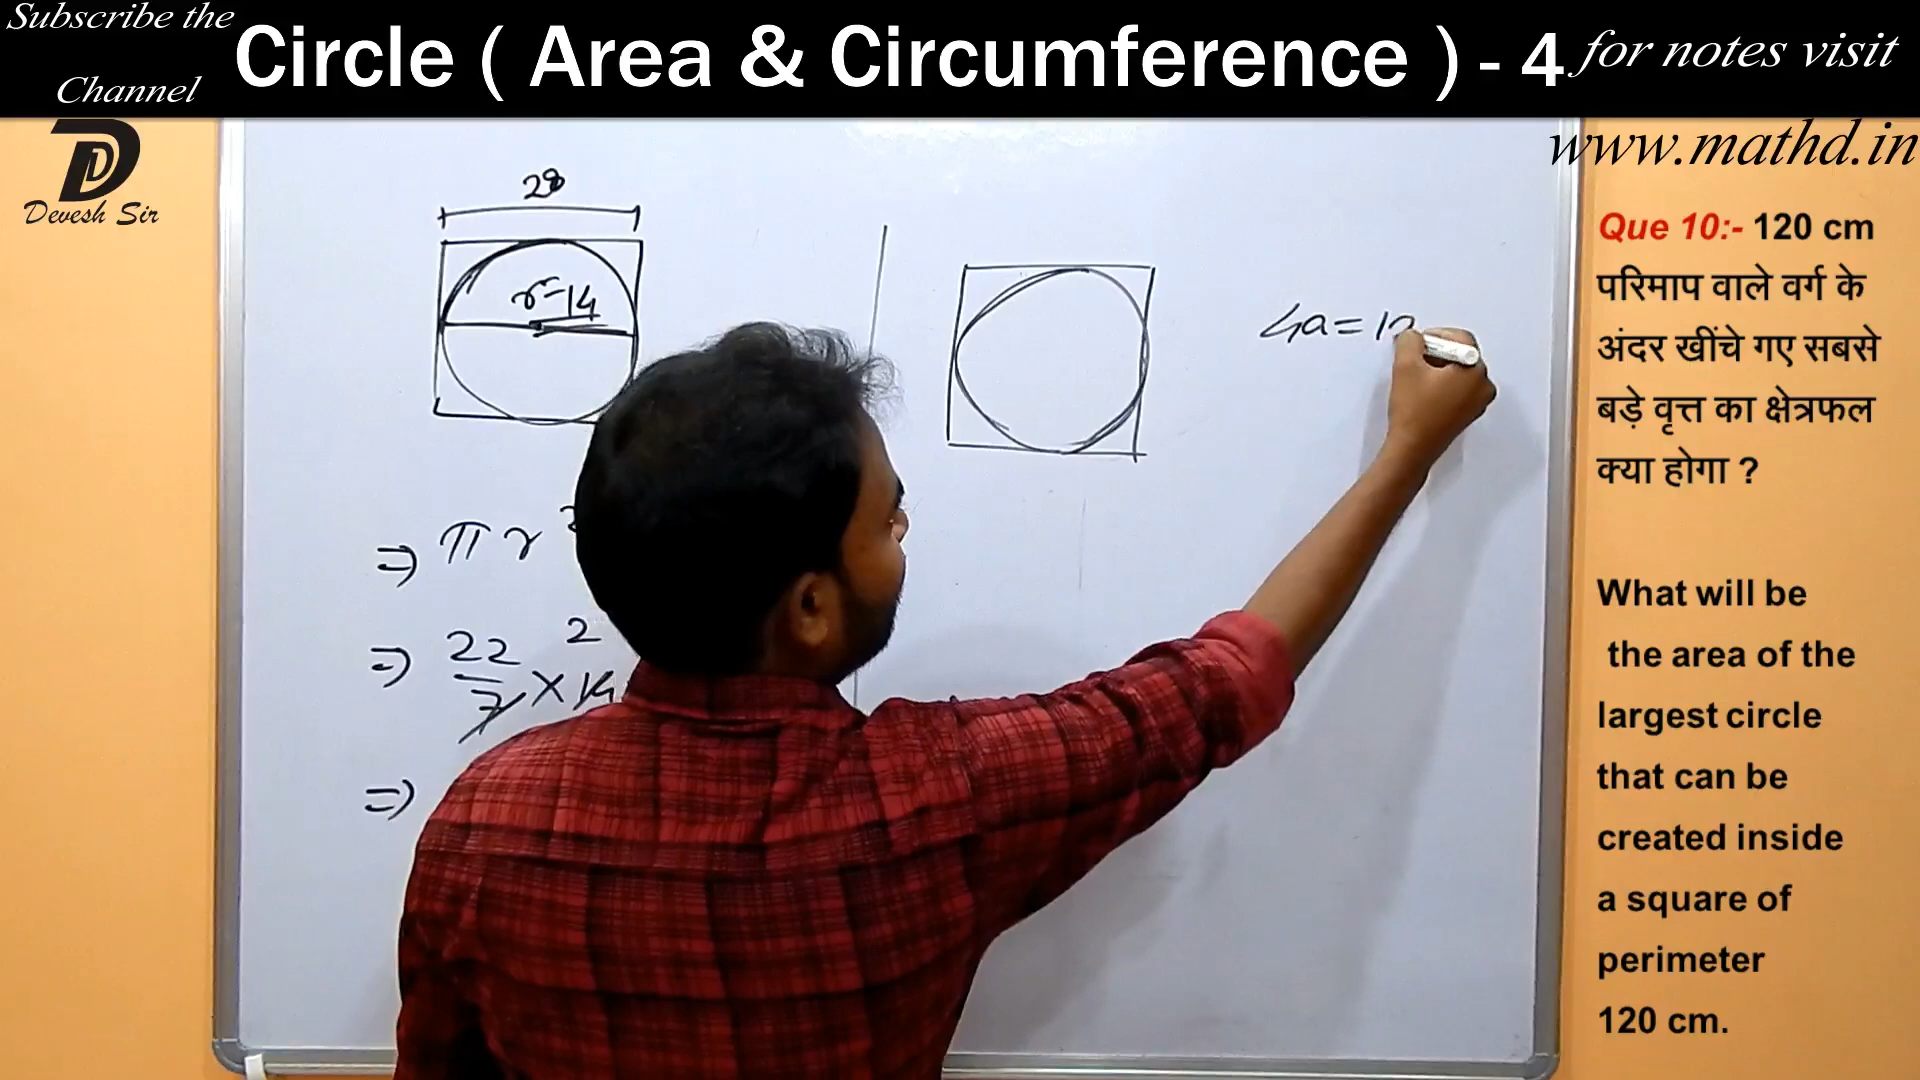 Subscribe the
Channel
Circle ( Area & Circumference ) - 4
for notes visit
www.mathd.in
D
Devesh Sir
Que 10:- 120 cm
परिमाप वाले वर्ग के
अंदर खींचे गए सबसे
बड़े वृत्त का क्षेत्रफल
क्या होगा ?
What will be
the area of the
largest circle
that can be
created inside
a square of
perimeter
120 cm.
28
r=14
⇒ π r 2
⇒ 22/7 × 14 2
⇒
4a = 12